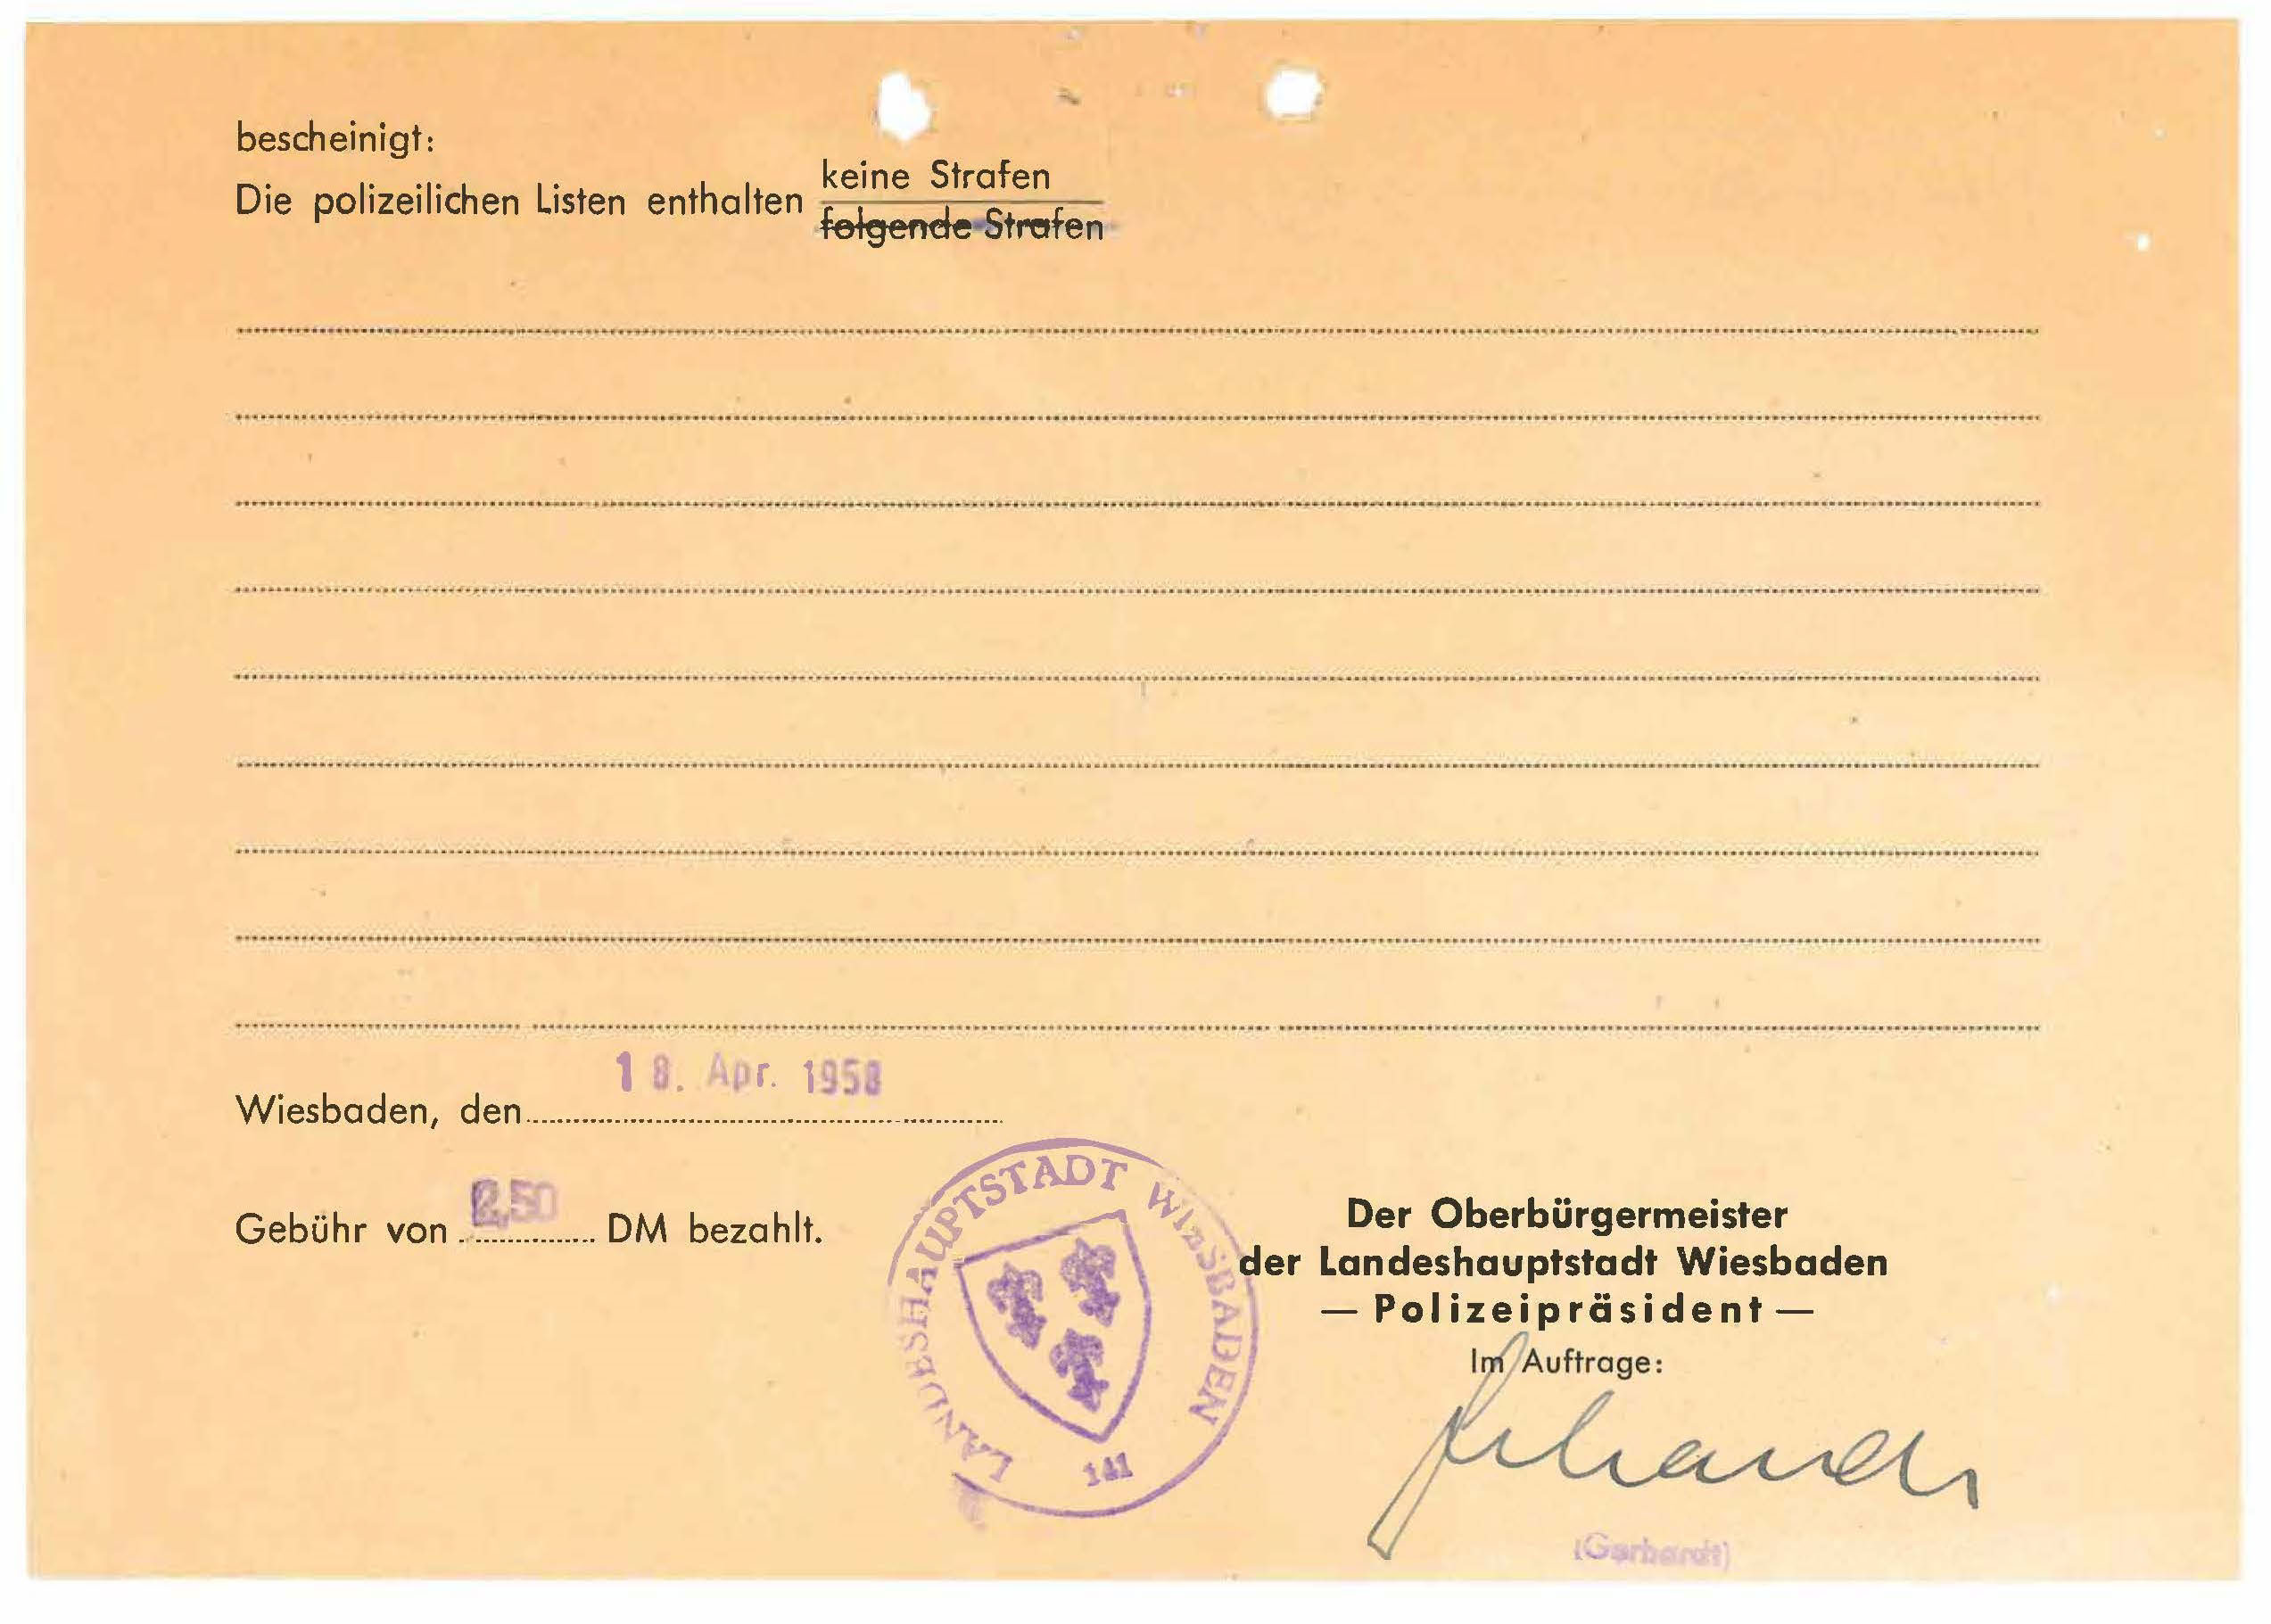 bescheinigt:
Die polizeilichen Listen enthalten keine Strafen
folgende Strafen
18. Apr. 1958
Wiesbaden, den
Gebühr von 2,50 DM bezahlt.
LANDESHAUPTSTADT WIESBADEN
141
Der Oberbürgermeister
der Landeshauptstadt Wiesbaden
— Polizeipräsident —
Im Auftrage:
(Gerhardt)